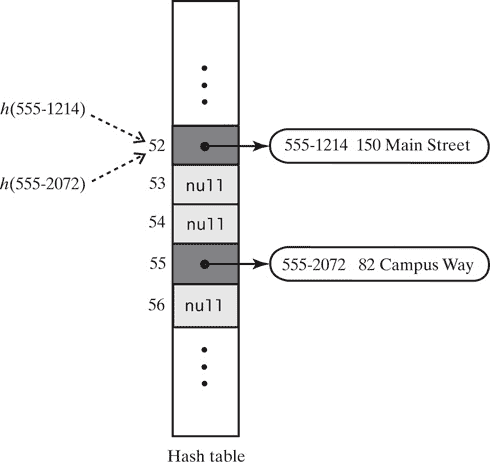 h(555-1214)
52
555-1214 150 Main Street
h(555-2072)
53
null
54
null
55
555-2072 82 Campus Way
56
null
Hash table